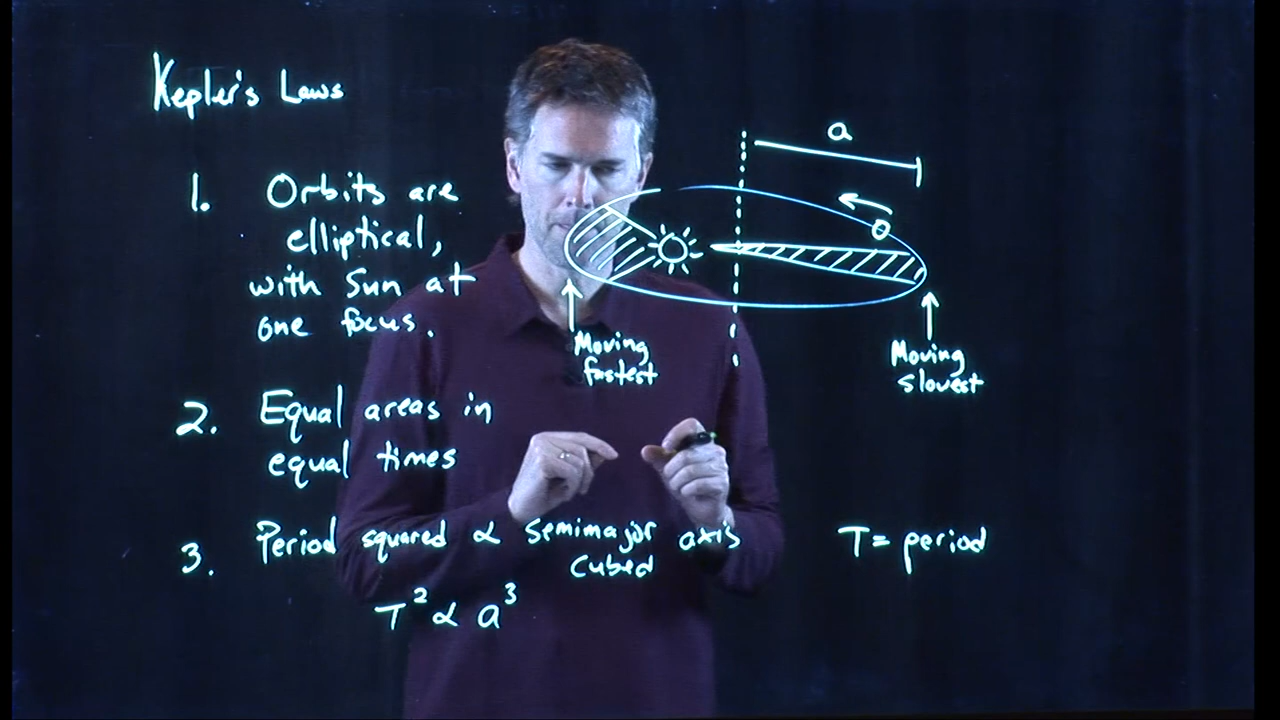 Kepler's Laws
1. Orbits are
elliptical,
with Sun at
one focus.
a
Moving
fastest
Moving
slowest
2. Equal areas in
equal times
3. Period squared ∝ semimajor axis
cubed
T² ∝ a³
T = period